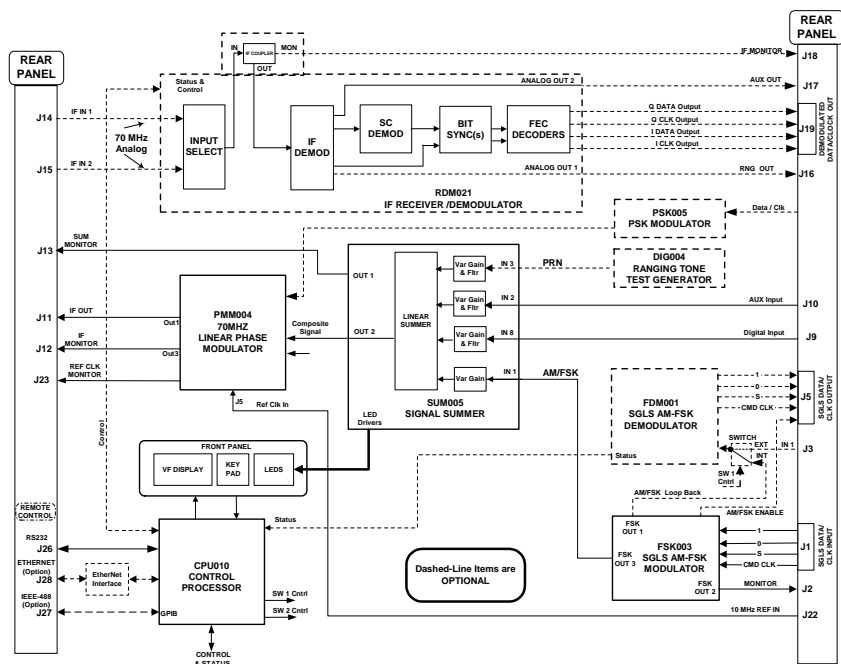 REAR
PANEL
REAR
PANEL
IN
IF COUPLER
MON
OUT
IF MONITOR
J18
Status &
Control
ANALOG OUT 2
AUX OUT
J17
J14
IF IN 1
70 MHz
Analog
J15
IF IN 2
INPUT
SELECT
IF
DEMOD
SC
DEMOD
BIT
SYNC(s)
FEC
DECODERS
Q DATA Output
Q CLK Output
I DATA Output
I CLK Output
J19
DEMODULATED
DATA/CLOCK OUT
ANALOG OUT 1
RNG OUT
J16
RDM021
IF RECEIVER /DEMODULATOR
PSK005
PSK MODULATOR
Data / Clk
J13
SUM
MONITOR
OUT 1
LINEAR
SUMMER
Var Gain
& Fltr
IN 3
PRN
DIG004
RANGING TONE
TEST GENERATOR
Var Gain
& Fltr
IN 2
AUX Input
J10
J11
IF OUT
Out1
PMM004
70MHZ
LINEAR PHASE
MODULATOR
Composite
Signal
OUT 2
Var Gain
& Fltr
IN 8
Digital Input
J9
J12
IF
MONITOR
Out3
J23
REF CLK
MONITOR
Var Gain
IN 1
AM/FSK
J5
Ref Clk In
SUM005
SIGNAL SUMMER
LED
Drivers
FDM001
SGLS AM-FSK
DEMODULATOR
1
0
S
CMD CLK
J5
SGLS DATA/
CLK OUTPUT
Control
FRONT PANEL
VF DISPLAY
KEY
PAD
LEDS
Status
SWITCH
EXT
INT
IN 1
J3
SW 1
Cntrl
AM/FSK Loop Back
AM/FSK ENABLE
REMOTE
CONTROL
RS232
J26
ETHERNET
(Option)
J28
EtherNet
Interface
IEEE-488
(Option)
J27
GPIB
Status
CPU010
CONTROL
PROCESSOR
SW 1 Cntrl
SW 2 Cntrl
CONTROL
& STATUS
Dashed-Line Items are
OPTIONAL
FSK
OUT 1
FSK
OUT 3
FSK003
SGLS AM-FSK
MODULATOR
FSK
OUT 2
1
0
S
CMD CLK
J1
SGLS DATA/
CLK INPUT
MONITOR
J2
10 MHz REF IN
J22